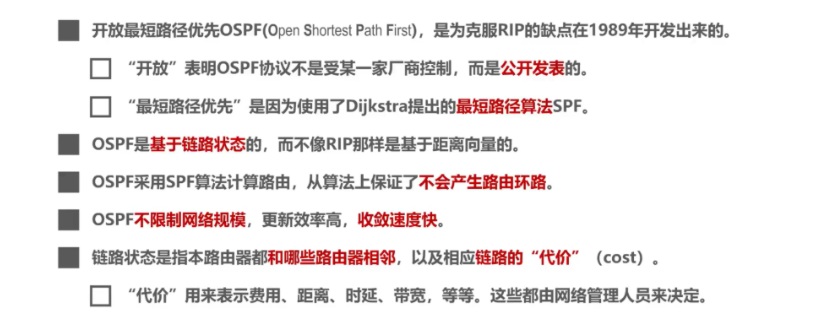 开放最短路径优先OSPF(Open Shortest Path First)，是为克服RIP的缺点在1989年开发出来的。
“开放”表明OSPF协议不是受某一家厂商控制，而是公开发表的。
“最短路径优先”是因为使用了Dijkstra提出的最短路径算法SPF。
OSPF是基于链路状态的，而不像RIP那样是基于距离向量的。
OSPF采用SPF算法计算路由，从算法上保证了不会产生路由环路。
OSPF不限制网络规模，更新效率高，收敛速度快。
链路状态是指本路由器都和哪些路由器相邻，以及相应链路的“代价”（cost）。
“代价”用来表示费用、距离、时延、带宽，等等。这些都由网络管理人员来决定。